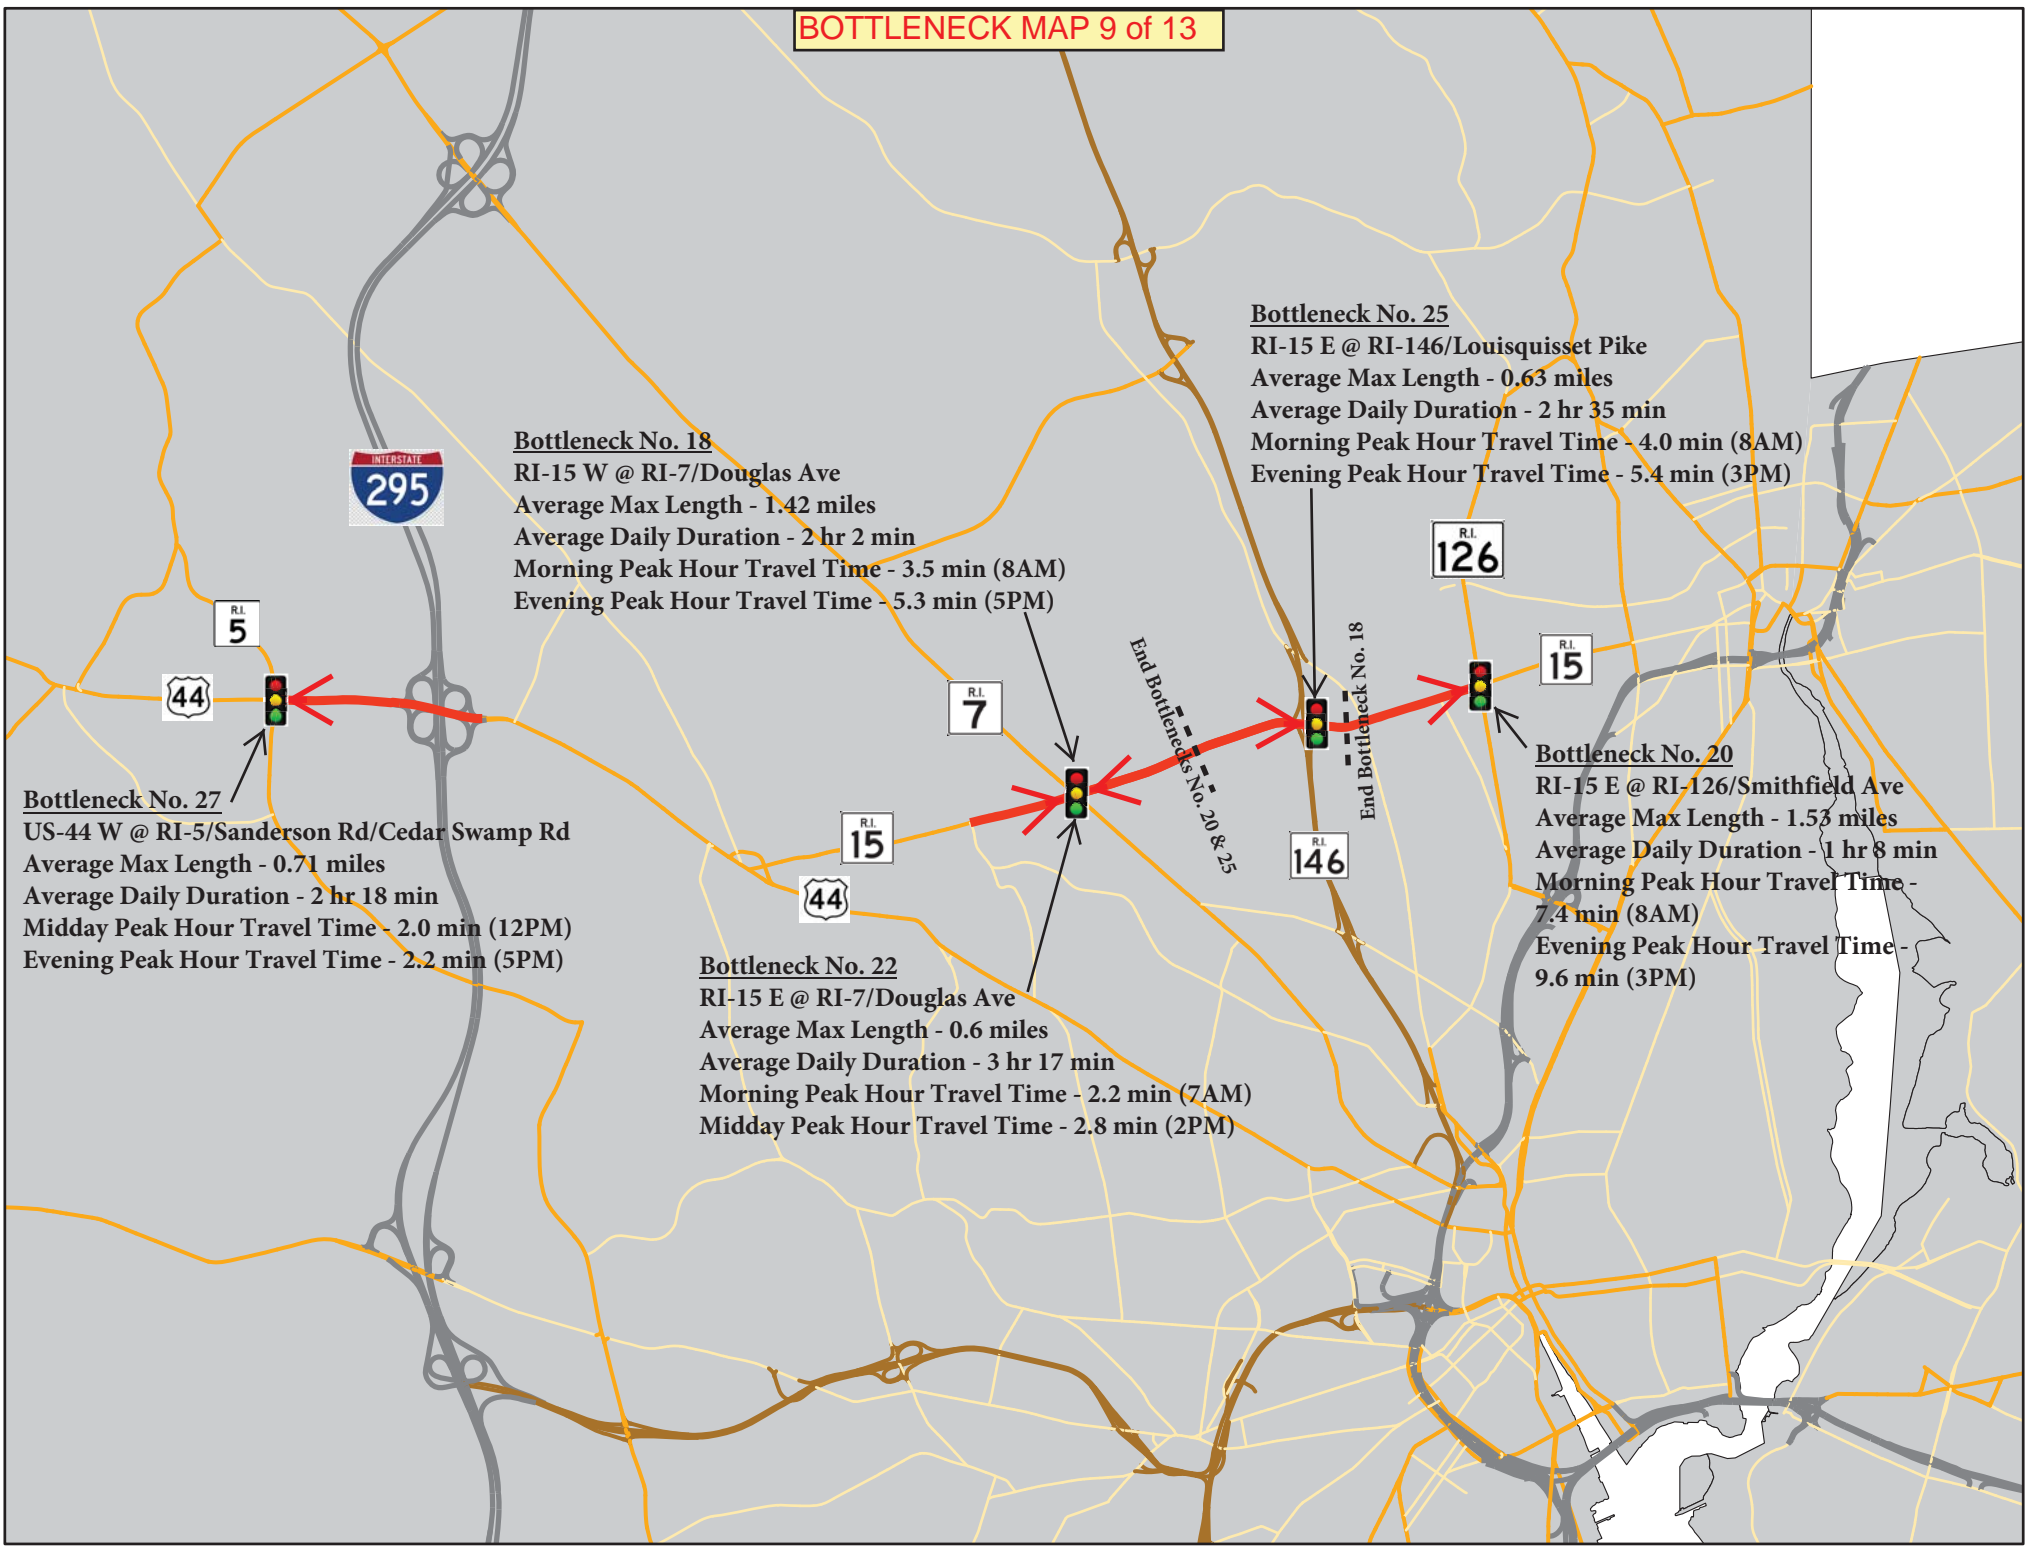 BOTTLENECK MAP 9 of 13
Bottleneck No. 25
RI-15 E @ RI-146/Louisquisset Pike
Average Max Length - 0.63 miles
Average Daily Duration - 2 hr 35 min
Morning Peak Hour Travel Time - 4.0 min (8AM)
Evening Peak Hour Travel Time - 5.4 min (3PM)
Bottleneck No. 18
RI-15 W @ RI-7/Douglas Ave
Average Max Length - 1.42 miles
Average Daily Duration - 2 hr 2 min
Morning Peak Hour Travel Time - 3.5 min (8AM)
Evening Peak Hour Travel Time - 5.3 min (5PM)
INTERSTATE
295
R.I.
126
R.I.
5
44
R.I.
7
R.I.
15
End Bottlenecks No. 20 & 25
End Bottleneck No. 18
Bottleneck No. 20
RI-15 E @ RI-126/Smithfield Ave
Average Max Length - 1.53 miles
Average Daily Duration - 1 hr 8 min
Morning Peak Hour Travel Time -
7.4 min (8AM)
Evening Peak Hour Travel Time -
9.6 min (3PM)
Bottleneck No. 27
US-44 W @ RI-5/Sanderson Rd/Cedar Swamp Rd
Average Max Length - 0.71 miles
Average Daily Duration - 2 hr 18 min
Midday Peak Hour Travel Time - 2.0 min (12PM)
Evening Peak Hour Travel Time - 2.2 min (5PM)
R.I.
15
44
R.I.
146
Bottleneck No. 22
RI-15 E @ RI-7/Douglas Ave
Average Max Length - 0.6 miles
Average Daily Duration - 3 hr 17 min
Morning Peak Hour Travel Time - 2.2 min (7AM)
Midday Peak Hour Travel Time - 2.8 min (2PM)